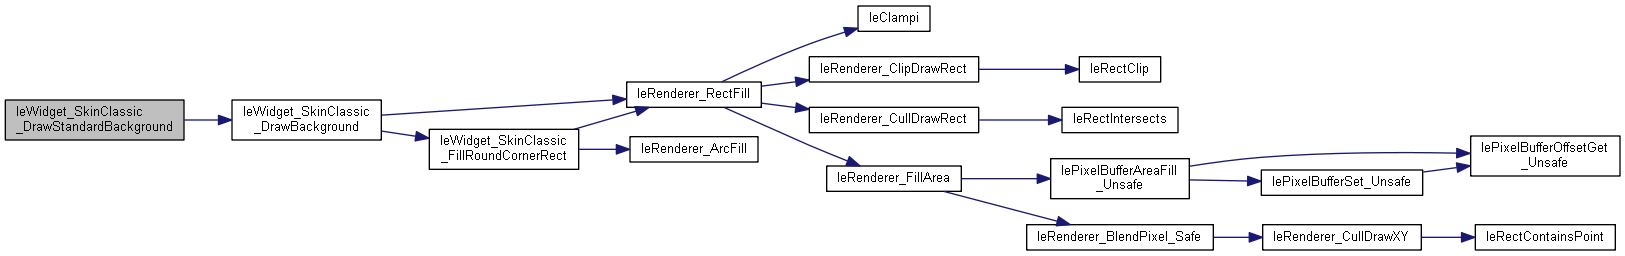 leWidget_SkinClassic
_DrawStandardBackground
leWidget_SkinClassic
_DrawBackground
leRenderer_RectFill
leWidget_SkinClassic
_FillRoundCornerRect
leRenderer_ArcFill
leClampi
leRenderer_ClipDrawRect
leRectClip
leRenderer_CullDrawRect
leRectIntersects
leRenderer_FillArea
lePixelBufferAreaFill
_Unsafe
lePixelBufferSet_Unsafe
lePixelBufferOffsetGet
_Unsafe
leRenderer_BlendPixel_Safe
leRenderer_CullDrawXY
leRectContainsPoint